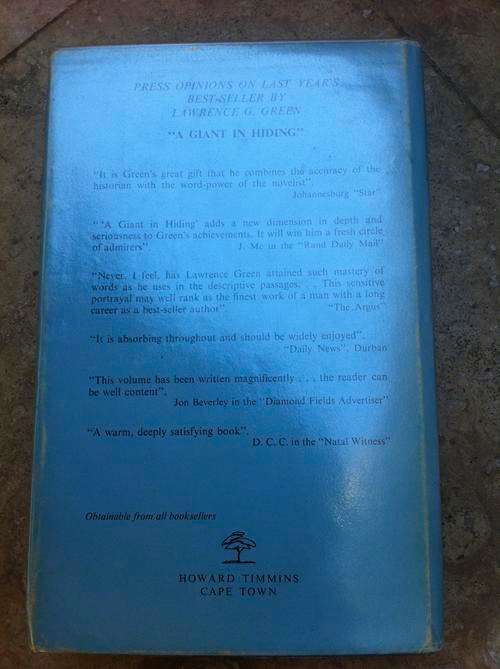 PRESS OPINIONS ON LAST YEAR'S
BEST-SELLER BY
LAWRENCE G. GREEN
"A GIANT IN HIDING"
"It is Green's great gift that he combines the accuracy of the
historian with the word-power of the novelist".
Johannesburg "Star"
"'A Giant in Hiding' adds a new dimension in depth and
seriousness to Green's achievements. It will win him a fresh circle
of admirers". J. Mc in the "Rand Daily Mail"
"Never, I feel, has Lawrence Green attained such mastery of
words as he uses in the descriptive passages. . . This sensitive
portrayal may well rank as the finest work of a man with a long
career as a best-seller author". "The Argus"
"It is absorbing throughout and should be widely enjoyed".
"Daily News", Durban
"This volume has been written magnificently . . . the reader can
be well content".
Jon Beverley in the "Diamond Fields Advertiser"
"A warm, deeply satisfying book".
D. C. C. in the "Natal Witness"
Obtainable from all booksellers
HOWARD TIMMINS
CAPE TOWN